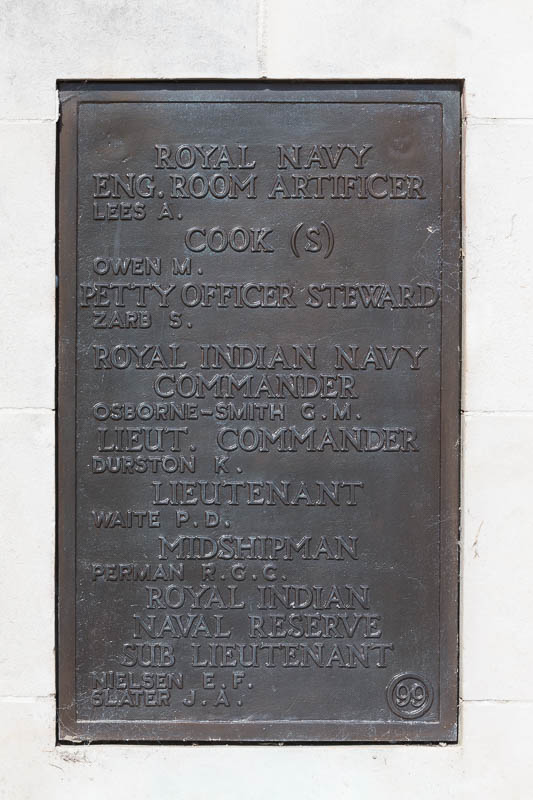 ROYAL NAVY
ENG. ROOM ARTIFICER
LEES A.
COOK (S)
OWEN M.
PETTY OFFICER STEWARD
ZARB S.
ROYAL INDIAN NAVY
COMMANDER
OSBORNE-SMITH G.M.
LIEUT. COMMANDER
DURSTON K.
LIEUTENANT
WAITE P.D.
MIDSHIPMAN
PERMAN R.G.C.
ROYAL INDIAN
NAVAL RESERVE
SUB LIEUTENANT
NIELSEN E.F.
SLATER J.A.
99